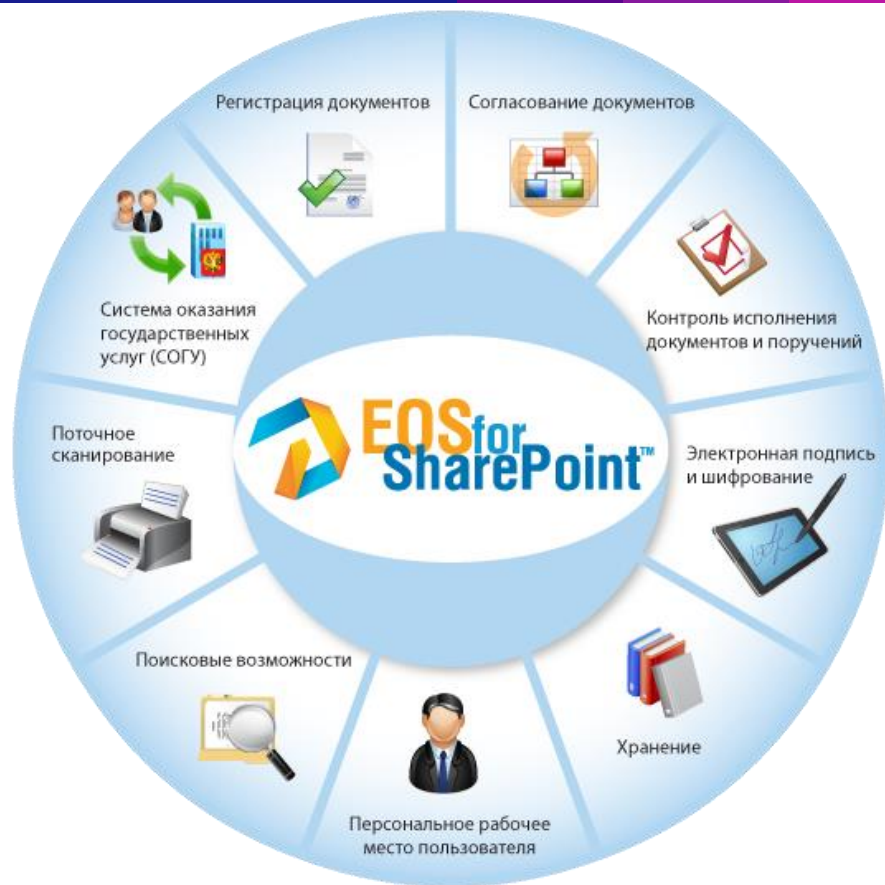 Регистрация документов
Согласование документов
Контроль исполнения
документов и поручений
Электронная подпись
и шифрование
Хранение
Персональное рабочее
место пользователя
Поисковые возможности
Поточное
сканирование
Система оказания
государственных
услуг (СОГУ)
EOS for
SharePoint™